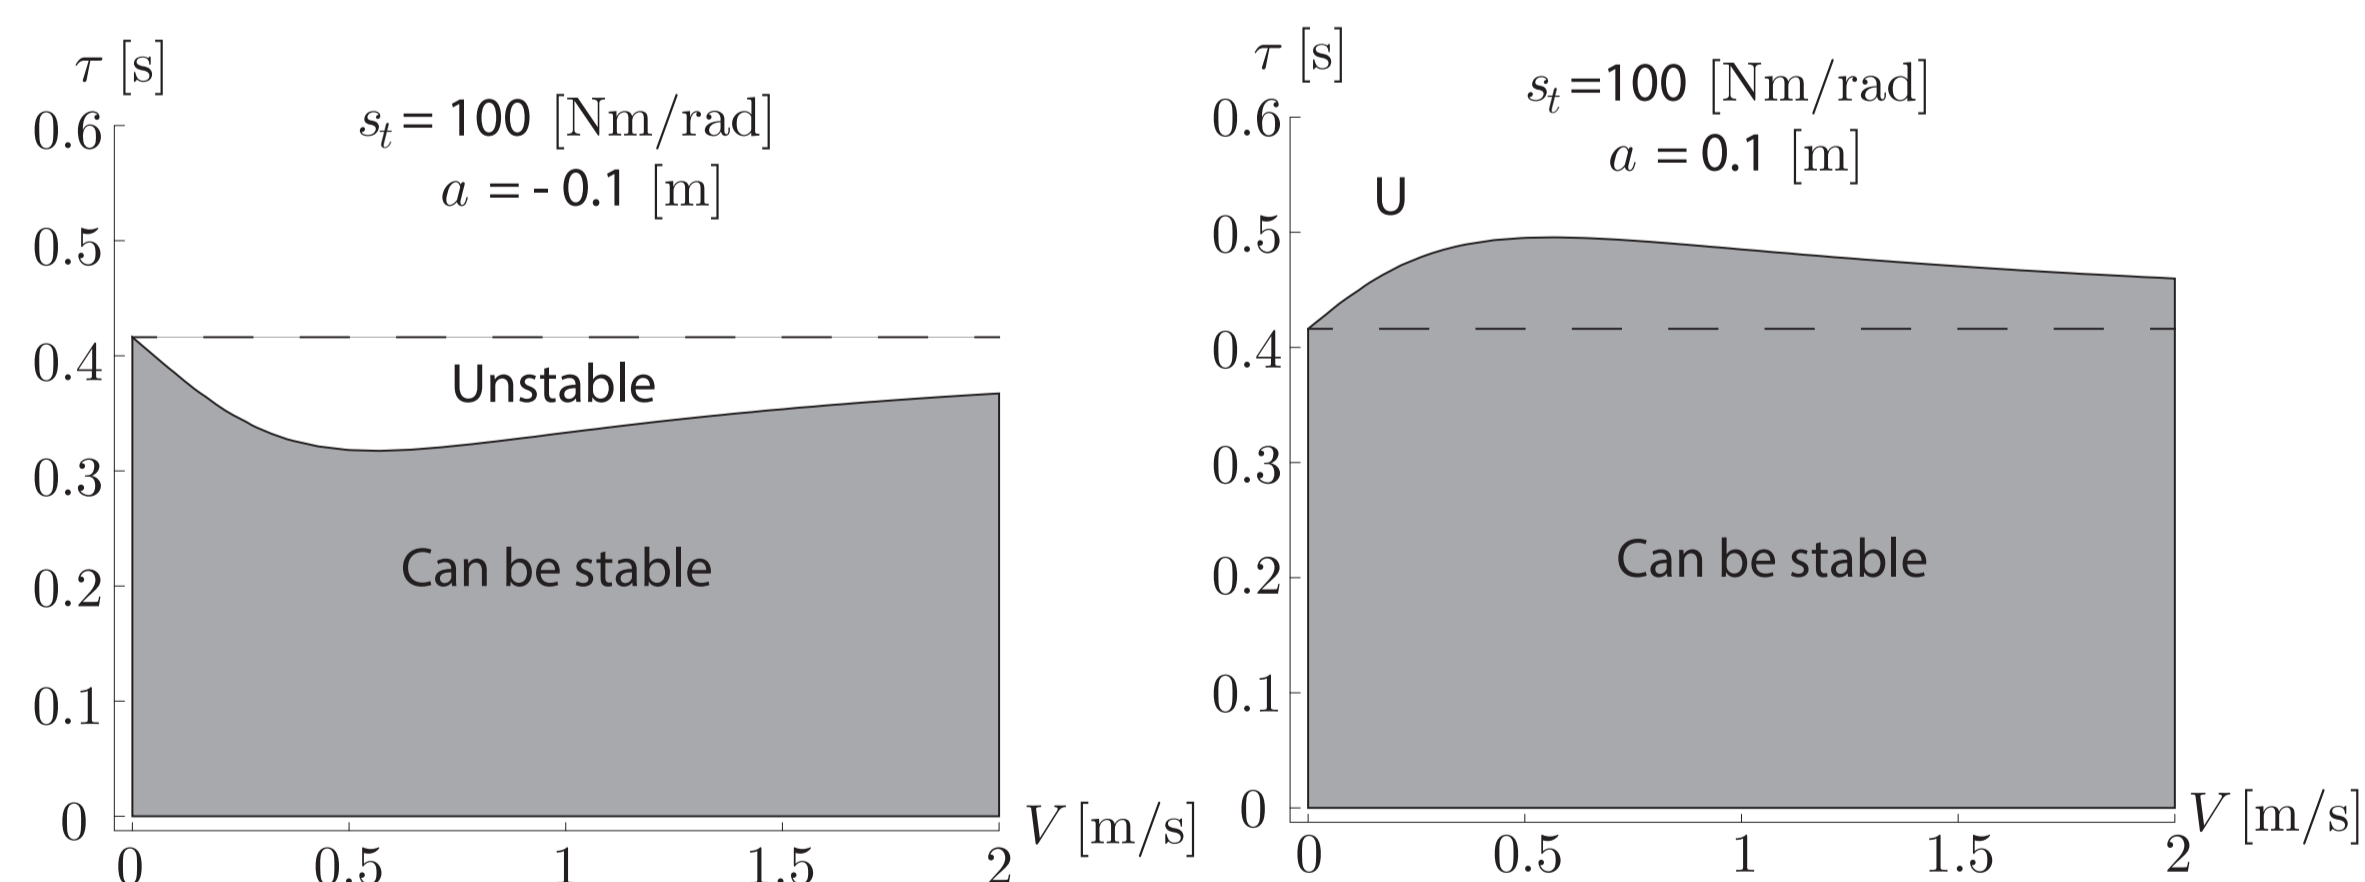 τ [s]
s_t = 100 [Nm/rad]
a = - 0.1 [m]
0.6
0.5
0.4
0.3
0.2
0.1
0
Unstable
Can be stable
V [m/s]
0 0.5 1 1.5 2
τ [s]
s_t =100 [Nm/rad]
a = 0.1 [m]
U
0.6
0.5
0.4
0.3
0.2
0.1
0
Can be stable
V [m/s]
0 0.5 1 1.5 2